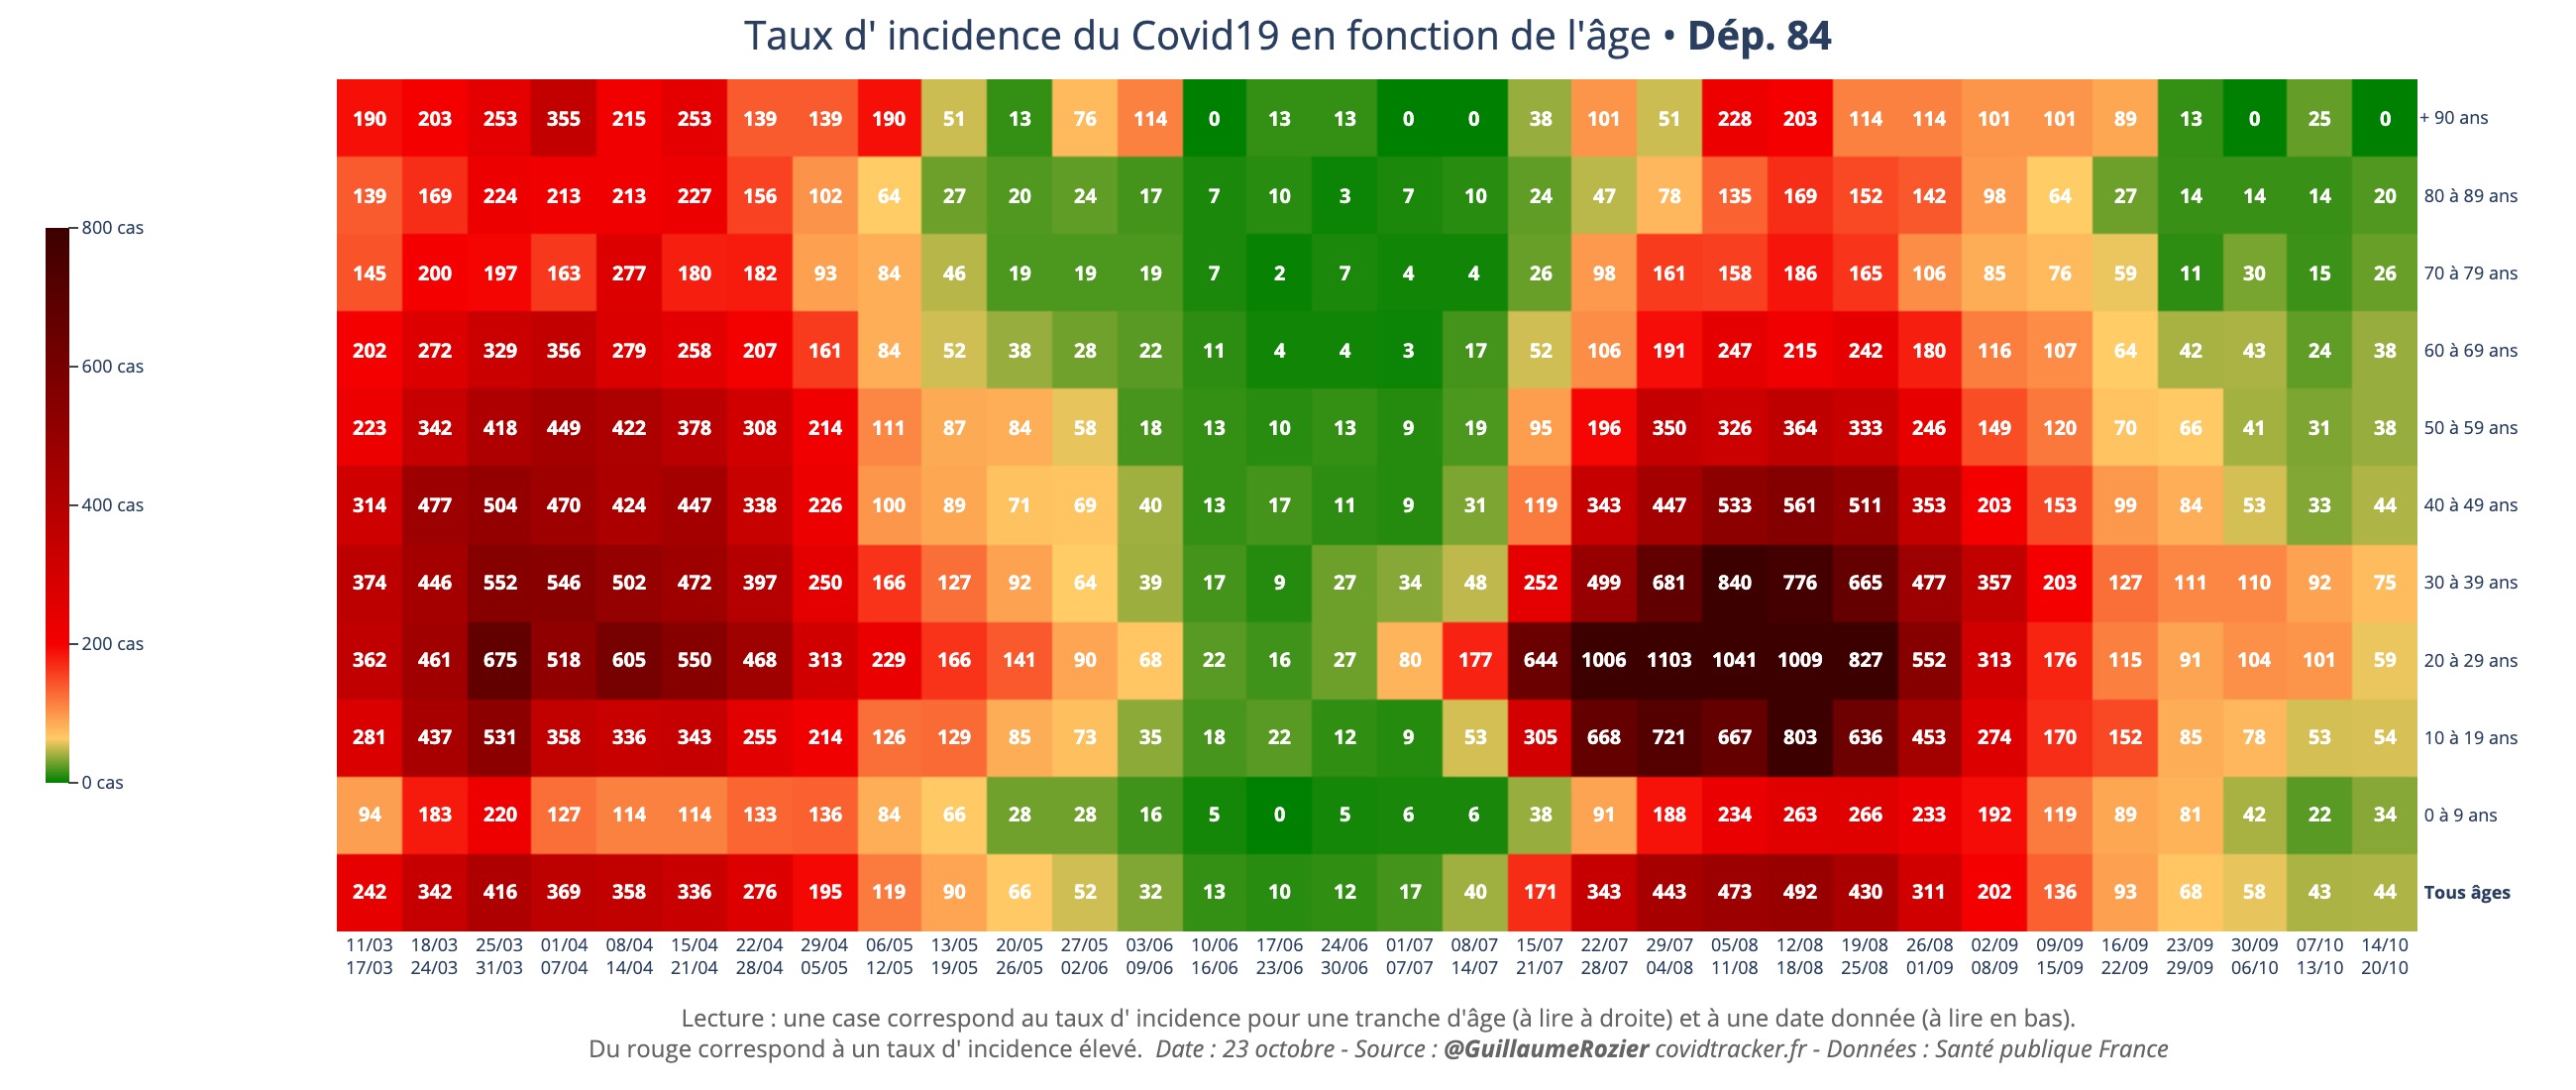 Taux d' incidence du Covid19 en fonction de l'âge • Dép. 84
800 cas
600 cas
400 cas
200 cas
0 cas
190 203 253 355 215 253 139 139 190 51 13 76 114 0 13 13 0 0 38 101 51 228 203 114 114 101 101 89 13 0 25 0 + 90 ans
139 169 224 213 213 227 156 102 64 27 20 24 17 7 10 3 7 10 24 47 78 135 169 152 142 98 64 27 14 14 14 20 80 à 89 ans
145 200 197 163 277 180 182 93 84 46 19 19 19 7 2 7 4 4 26 98 161 158 186 165 106 85 76 59 11 30 15 26 70 à 79 ans
202 272 329 356 279 258 207 161 84 52 38 28 22 11 4 4 3 17 52 106 191 247 215 242 180 116 107 64 42 43 24 38 60 à 69 ans
223 342 418 449 422 378 308 214 111 87 84 58 18 13 10 13 9 19 95 196 350 326 364 333 246 149 120 70 66 41 31 38 50 à 59 ans
314 477 504 470 424 447 338 226 100 89 71 69 40 13 17 11 9 31 119 343 447 533 561 511 353 203 153 99 84 53 33 44 40 à 49 ans
374 446 552 546 502 472 397 250 166 127 92 64 39 17 9 27 34 48 252 499 681 840 776 665 477 357 203 127 111 110 92 75 30 à 39 ans
362 461 675 518 605 550 468 313 229 166 141 90 68 22 16 27 80 177 644 1006 1103 1041 1009 827 552 313 176 115 91 104 101 59 20 à 29 ans
281 437 531 358 336 343 255 214 126 129 85 73 35 18 22 12 9 53 305 668 721 667 803 636 453 274 170 152 85 78 53 54 10 à 19 ans
94 183 220 127 114 114 133 136 84 66 28 28 16 5 0 5 6 6 38 91 188 234 263 266 233 192 119 89 81 42 22 34 0 à 9 ans
242 342 416 369 358 336 276 195 119 90 66 52 32 13 10 12 17 40 171 343 443 473 492 430 311 202 136 93 68 58 43 44 Tous âges
11/03 18/03 25/03 01/04 08/04 15/04 22/04 29/04 06/05 13/05 20/05 27/05 03/06 10/06 17/06 24/06 01/07 08/07 15/07 22/07 29/07 05/08 12/08 19/08 26/08 02/09 09/09 16/09 23/09 30/09 07/10 14/10
17/03 24/03 31/03 07/04 14/04 21/04 28/04 05/05 12/05 19/05 26/05 02/06 09/06 16/06 23/06 30/06 07/07 14/07 21/07 28/07 04/08 11/08 18/08 25/08 01/09 08/09 15/09 22/09 29/09 06/10 13/10 20/10
Lecture : une case correspond au taux d' incidence pour une tranche d'âge (à lire à droite) et à une date donnée (à lire en bas).
Du rouge correspond à un taux d' incidence élevé. Date : 23 octobre - Source : @GuillaumeRozier covidtracker.fr - Données : Santé publique France